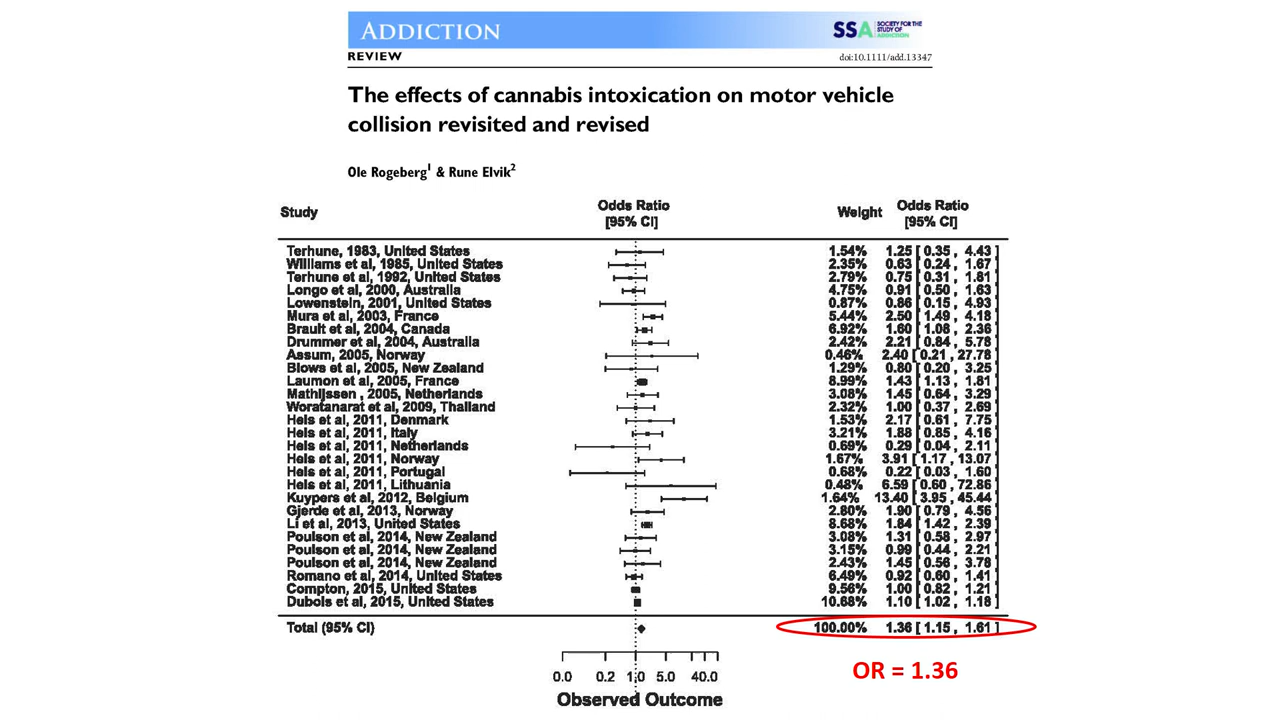 ADDICTION
SSA SOCIETY FOR THE STUDY OF ADDICTION
REVIEW
doi:10.1111/add.13347
The effects of cannabis intoxication on motor vehicle
collision revisited and revised
Ole Rogeberg1 & Rune Elvik2
Study Odds Ratio [95% CI] Weight Odds Ratio [95% CI]
Terhune, 1983, United States 1.54% 1.25 [ 0.35 , 4.43 ]
Williams et al, 1985, United States 2.35% 0.63 [ 0.24 , 1.67 ]
Terhune et al, 1992, United States 2.79% 0.75 [ 0.31 , 1.81 ]
Longo et al, 2000, Australia 4.75% 0.91 [ 0.50 , 1.63 ]
Lowenstein, 2001, United States 0.87% 0.86 [ 0.15 , 4.93 ]
Mura et al, 2003, France 5.44% 2.50 [ 1.49 , 4.18 ]
Brault et al, 2004, Canada 6.92% 1.60 [ 1.08 , 2.36 ]
Drummer et al, 2004, Australia 2.42% 2.21 [ 0.84 , 5.78 ]
Assum, 2005, Norway 0.46% 2.40 [ 0.21 , 27.78 ]
Blows et al, 2005, New Zealand 1.29% 0.80 [ 0.20 , 3.25 ]
Laumon et al, 2005, France 8.99% 1.43 [ 1.13 , 1.81 ]
Mathijssen , 2005, Netherlands 3.08% 1.45 [ 0.64 , 3.29 ]
Woratanarat et al, 2009, Thailand 2.32% 1.00 [ 0.37 , 2.69 ]
Hels et al, 2011, Denmark 1.53% 2.17 [ 0.61 , 7.75 ]
Hels et al, 2011, Italy 3.21% 1.88 [ 0.85 , 4.16 ]
Hels et al, 2011, Netherlands 0.69% 0.29 [ 0.04 , 2.11 ]
Hels et al, 2011, Norway 1.67% 3.91 [ 1.17 , 13.07 ]
Hels et al, 2011, Portugal 0.68% 0.22 [ 0.03 , 1.60 ]
Hels et al, 2011, Lithuania 0.48% 6.59 [ 0.60 , 72.86 ]
Kuypers et al, 2012, Belgium 1.64% 13.40 [ 3.95 , 45.44 ]
Gjerde et al, 2013, Norway 2.80% 1.90 [ 0.79 , 4.56 ]
Li et al, 2013, United States 8.68% 1.84 [ 1.42 , 2.39 ]
Poulson et al, 2014, New Zealand 3.08% 1.31 [ 0.58 , 2.97 ]
Poulson et al, 2014, New Zealand 3.15% 0.99 [ 0.44 , 2.21 ]
Poulson et al, 2014, New Zealand 2.43% 1.45 [ 0.56 , 3.78 ]
Romano et al, 2014, United States 6.49% 0.92 [ 0.60 , 1.41 ]
Compton, 2015, United States 9.56% 1.00 [ 0.82 , 1.21 ]
Dubois et al, 2015, United States 10.68% 1.10 [ 1.02 , 1.18 ]
Total (95% CI) 100.00% 1.36 [ 1.15 , 1.61 ]
0.0 0.2 1.0 5.0 40.0
Observed Outcome
OR = 1.36